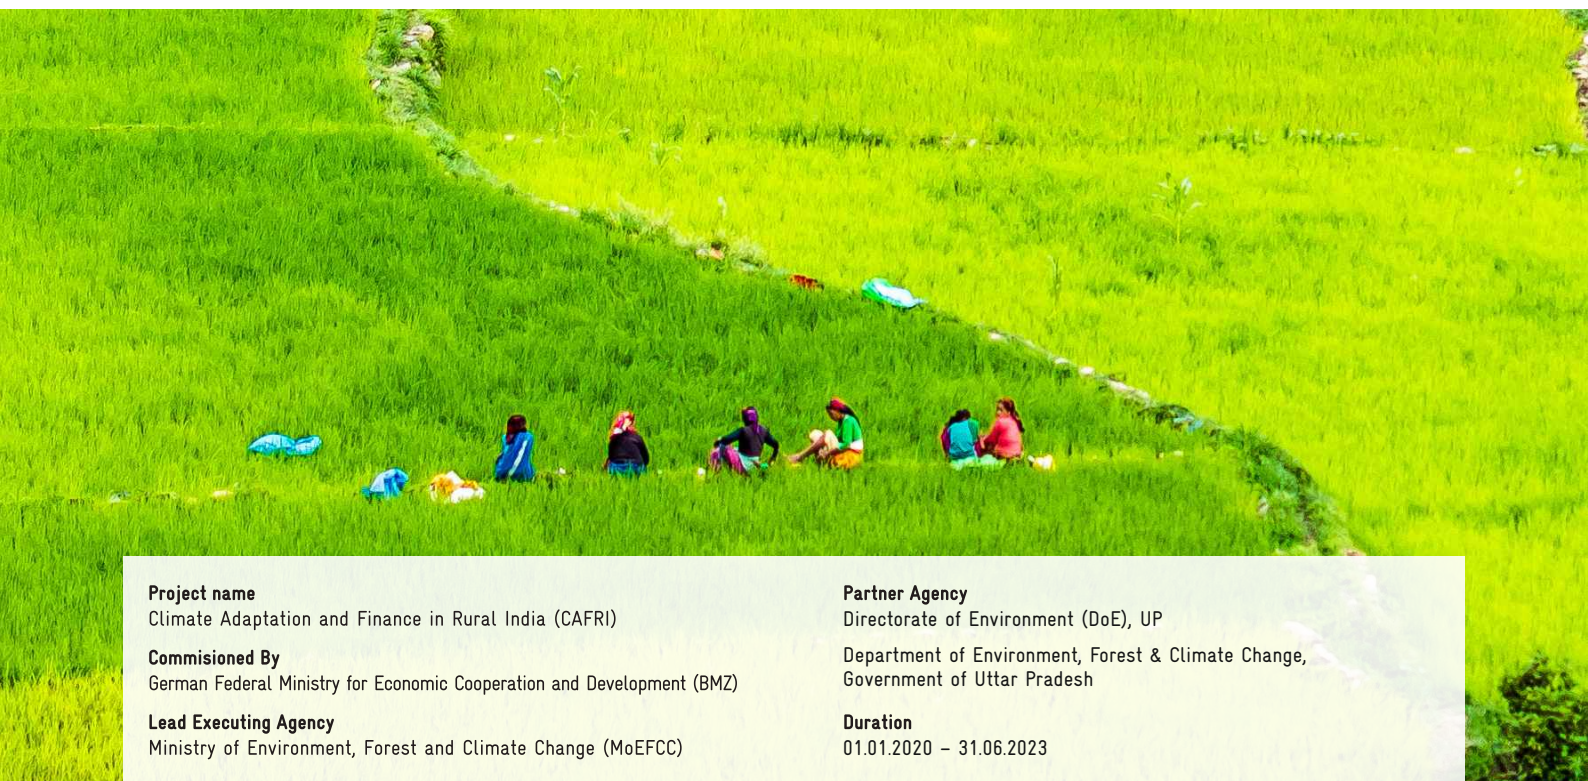 Project name
Climate Adaptation and Finance in Rural India (CAFRI)
Commisioned By
German Federal Ministry for Economic Cooperation and Development (BMZ)
Lead Executing Agency
Ministry of Environment, Forest and Climate Change (MoEFCC)
Partner Agency
Directorate of Environment (DoE), UP
Department of Environment, Forest & Climate Change,
Government of Uttar Pradesh
Duration
01.01.2020 – 31.06.2023